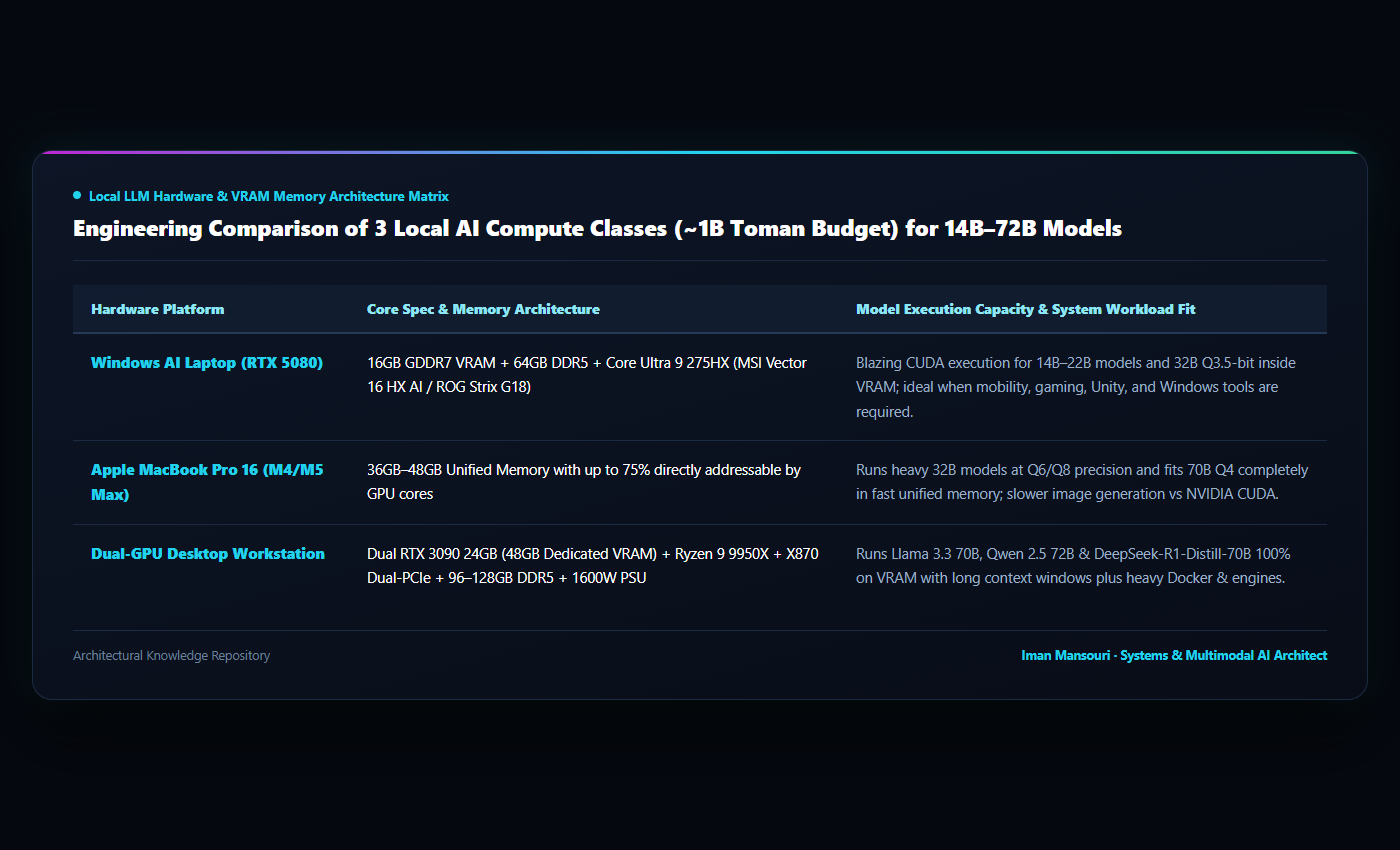 Local LLM Hardware & VRAM Memory Architecture Matrix
Engineering Comparison of 3 Local AI Compute Classes (~1B Toman Budget) for 14B–72B Models
Hardware Platform
Core Spec & Memory Architecture
Model Execution Capacity & System Workload Fit
Windows AI Laptop (RTX 5080)
16GB GDDR7 VRAM + 64GB DDR5 + Core Ultra 9 275HX (MSI Vector
16 HX AI / ROG Strix G18)
Blazing CUDA execution for 14B–22B models and 32B Q3.5-bit inside
VRAM; ideal when mobility, gaming, Unity, and Windows tools are
required.
Apple MacBook Pro 16 (M4/M5
Max)
36GB–48GB Unified Memory with up to 75% directly addressable by
GPU cores
Runs heavy 32B models at Q6/Q8 precision and fits 70B Q4 completely
in fast unified memory; slower image generation vs NVIDIA CUDA.
Dual-GPU Desktop Workstation
Dual RTX 3090 24GB (48GB Dedicated VRAM) + Ryzen 9 9950X + X870
Dual-PCIe + 96–128GB DDR5 + 1600W PSU
Runs Llama 3.3 70B, Qwen 2.5 72B & DeepSeek-R1-Distill-70B 100%
on VRAM with long context windows plus heavy Docker & engines.
Architectural Knowledge Repository
Iman Mansouri · Systems & Multimodal AI Architect